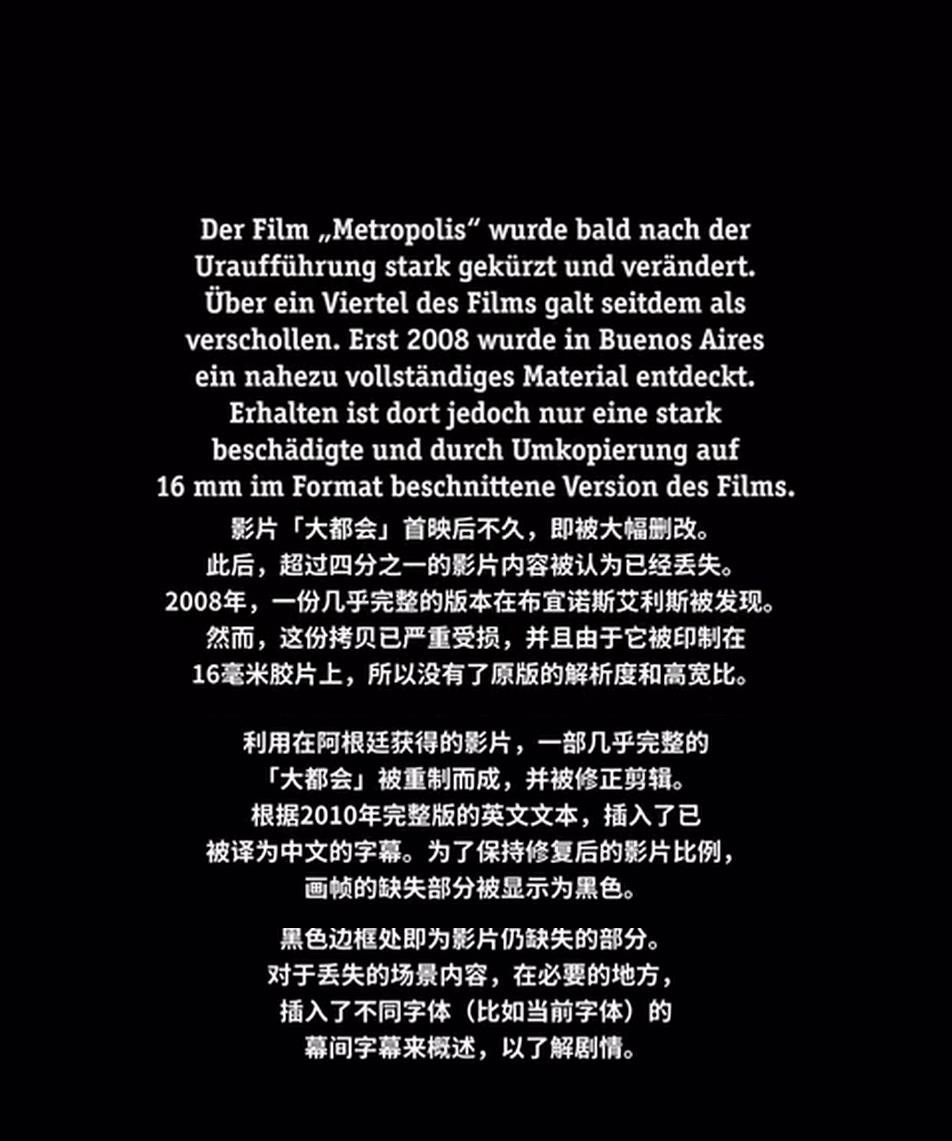 Der Film „Metropolis“ wurde bald nach der
Uraufführung stark gekürzt und verändert.
Über ein Viertel des Films galt seitdem als
verschollen. Erst 2008 wurde in Buenos Aires
ein nahezu vollständiges Material entdeckt.
Erhalten ist dort jedoch nur eine stark
beschädigte und durch Umkopierung auf
16 mm im Format beschnittene Version des Films.
影片「大都会」首映后不久，即被大幅删改。
此后，超过四分之一的影片内容被认为已经丢失。
2008年，一份几乎完整的版本在布宜诺斯艾利斯被发现。
然而，这份拷贝已严重受损，并且由于它被印制在
16毫米胶片上，所以没有了原版的解析度和高宽比。
利用在阿根廷获得的影片，一部几乎完整的
「大都会」被重制而成，并被修正剪辑。
根据2010年完整版的英文文本，插入了已
被译为中文的字幕。为了保持修复后的影片比例，
画帧的缺失部分被显示为黑色。
黑色边框处即为影片仍缺失的部分。
对于丢失的场景内容，在必要的地方，
插入了不同字体（比如当前字体）的
幕间字幕来概述，以了解剧情。